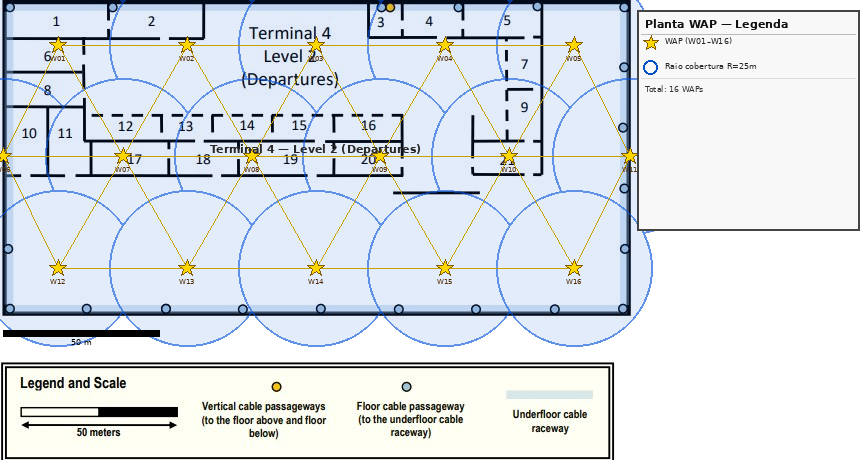 1
2
3
4
5
Terminal 4
Level 2
(Departures)
6
W01
W02
W03
W04
W05
7
8
9
10
11
12
13
14
15
16
Terminal 4 — Level 2 (Departures)
17
18
19
20
21
W07
W08
W09
W10
W11
W12
W13
W14
W15
W16
50 m
Planta WAP — Legenda
WAP (W01–W16)
Raio cobertura R=25m
Total: 16 WAPs
Legend and Scale
50 meters
Vertical cable passageways
(to the floor above and floor
below)
Floor cable passageway
(to the underfloor cable
raceway)
Underfloor cable
raceway